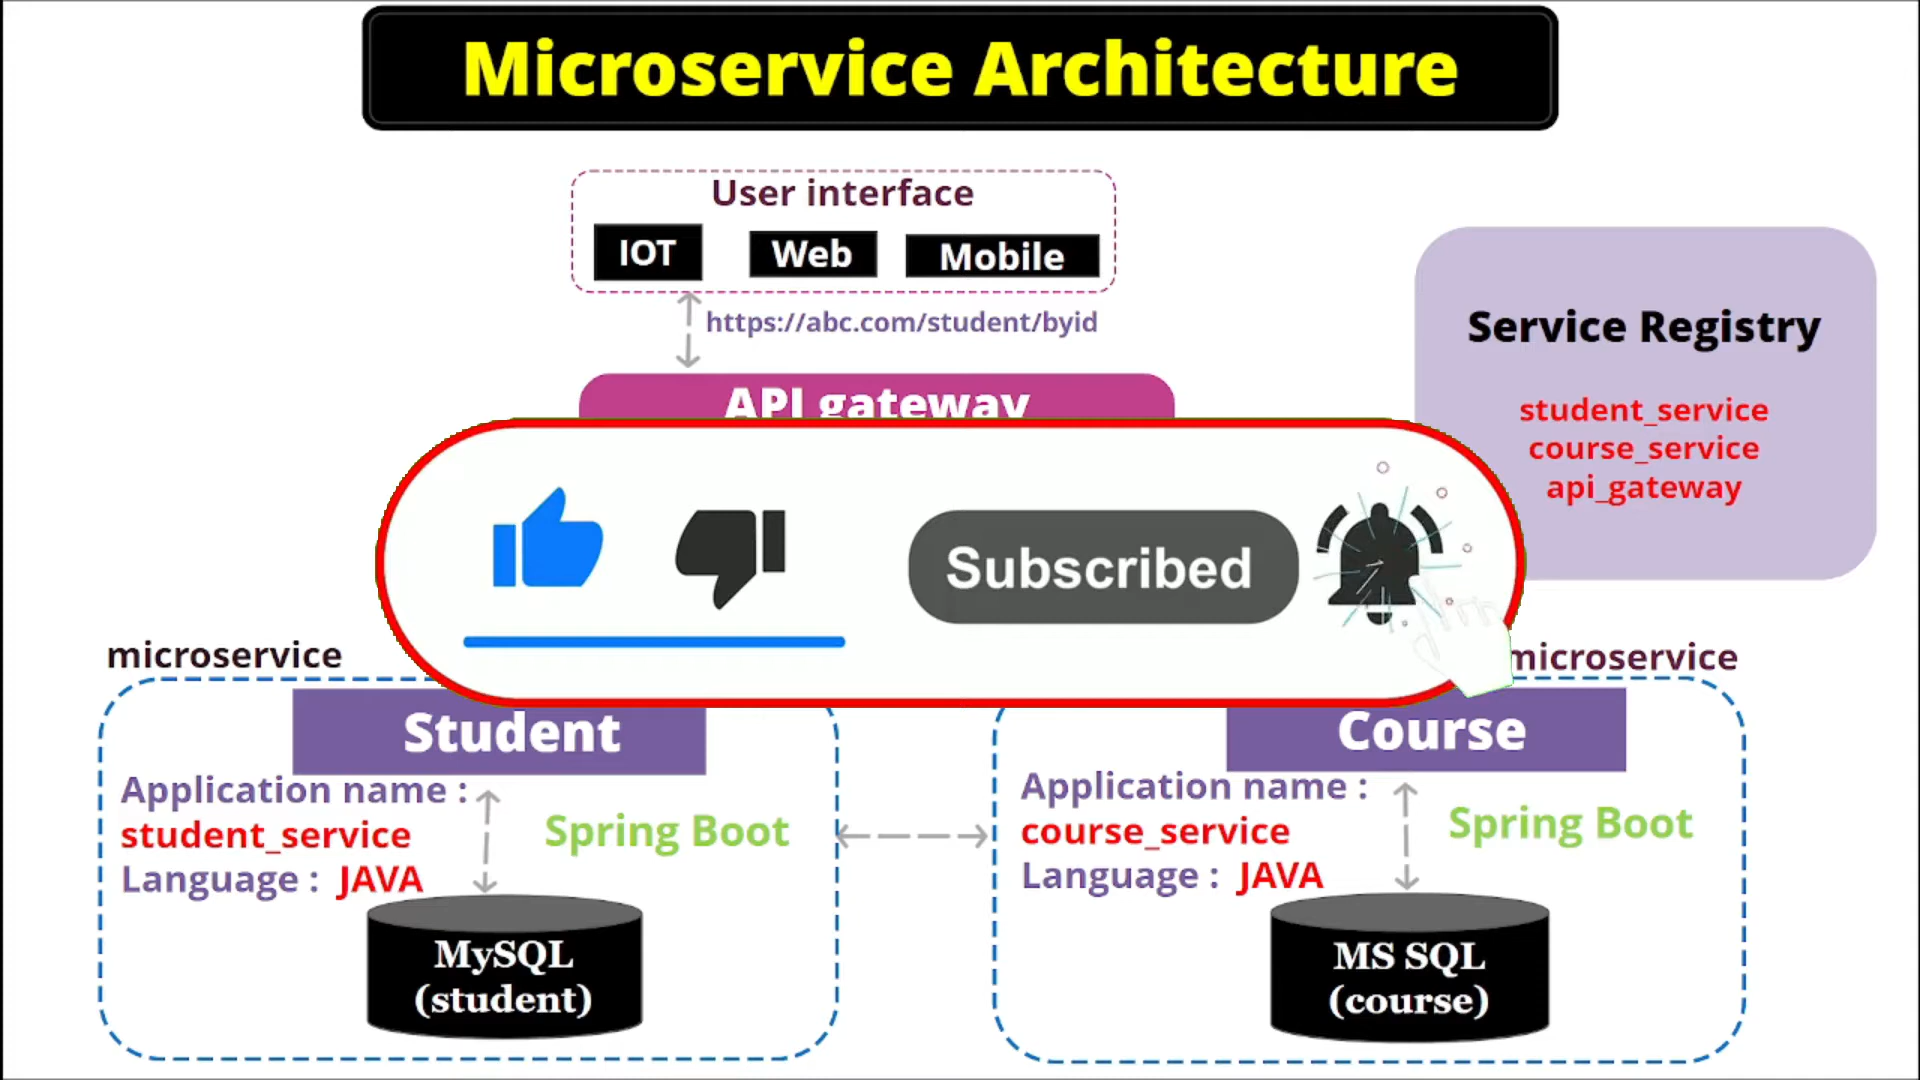 Microservice Architecture
User interface
IOT
Web
Mobile
https://abc.com/student/byid
API gateway
Service Registry
student_service
course_service
api_gateway
Subscribed
microservice
microservice
Student
Application name :
student_service
Language : JAVA
Spring Boot
MySQL
(student)
Course
Application name :
course_service
Language : JAVA
Spring Boot
MS SQL
(course)